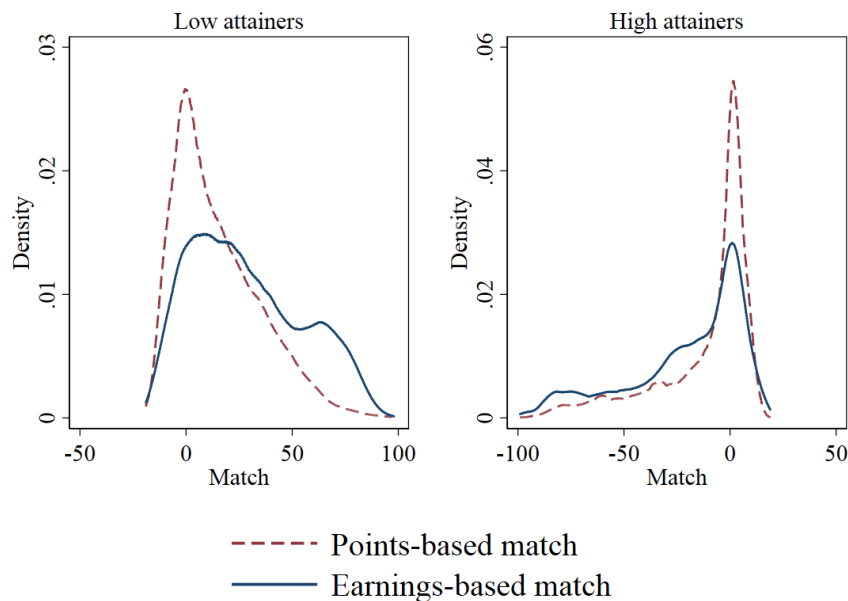 Low attainers
.03
.02
.01
0
Density
-50 0 50 100
Match
High attainers
.06
.04
.02
0
Density
-100 -50 0 50
Match
Points-based match
Earnings-based match